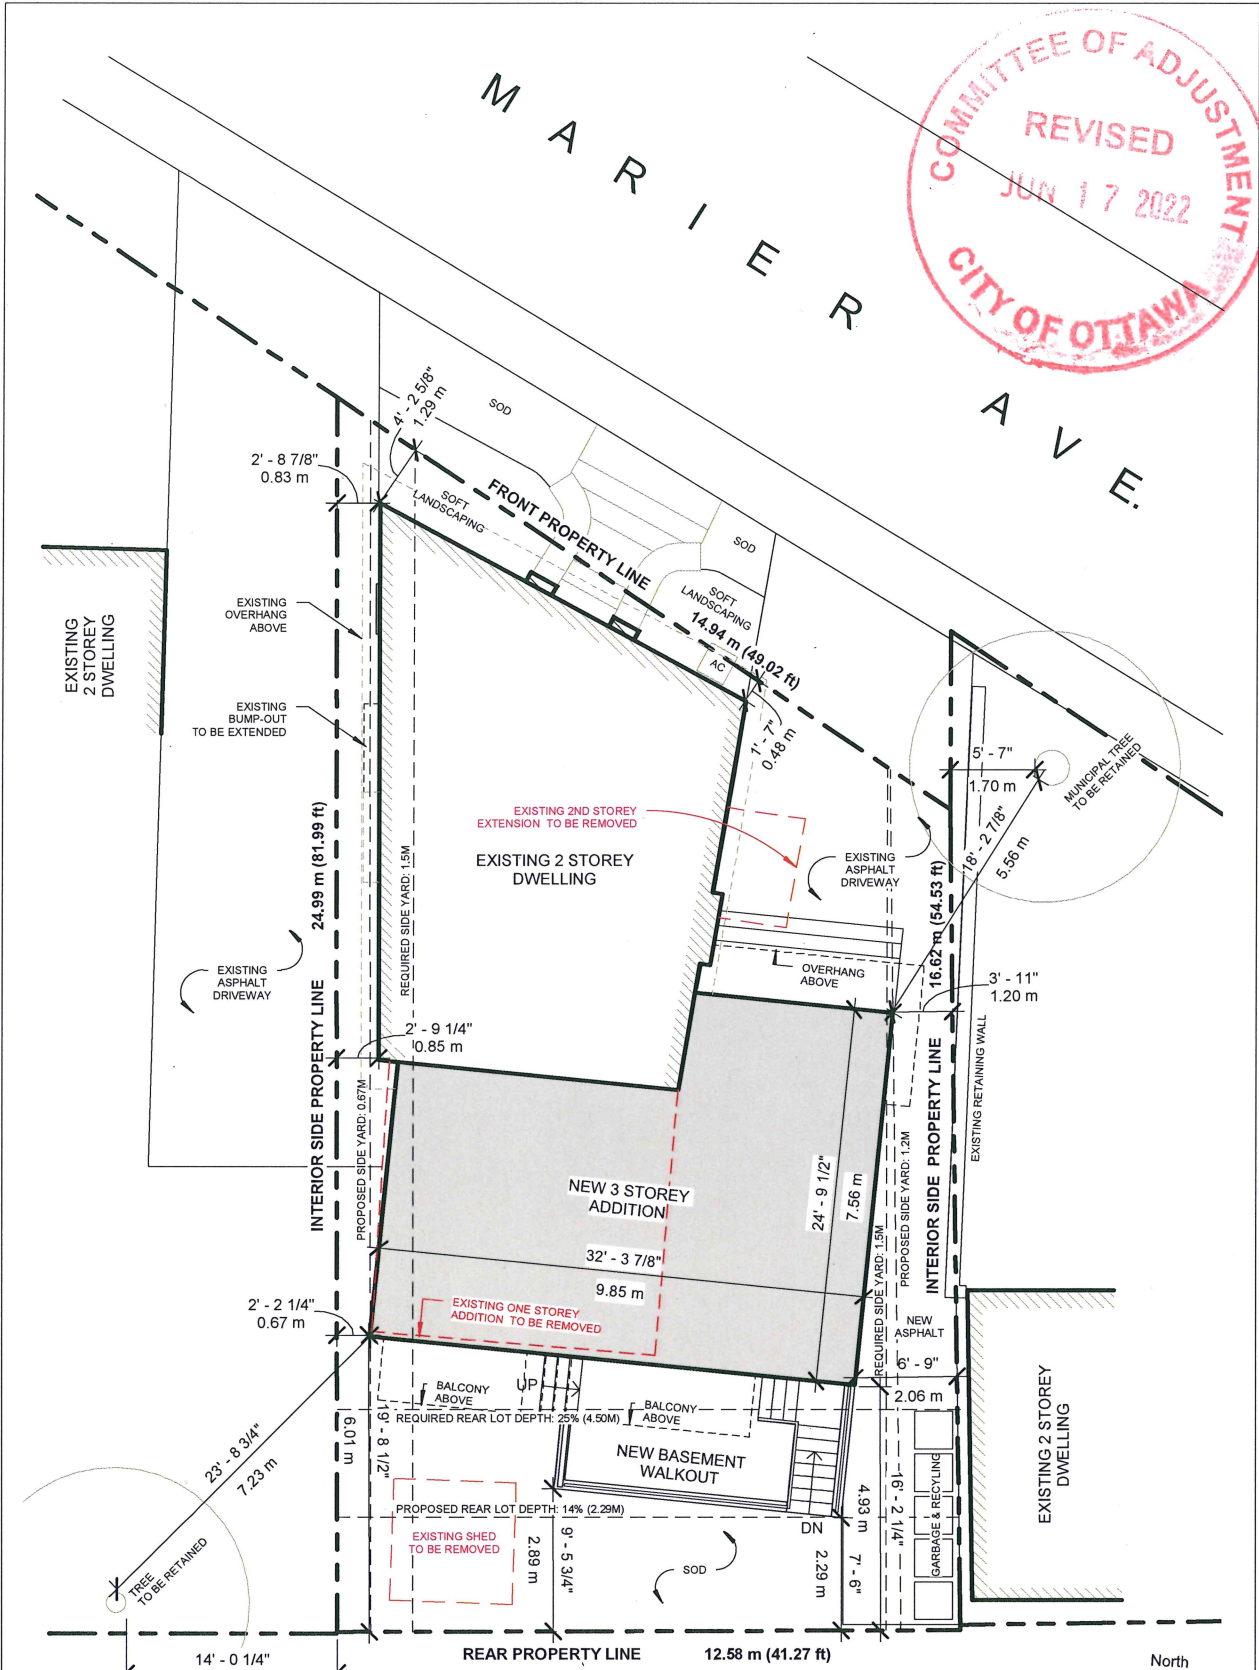 MARIER AVE.
COMMITTEE OF ADJUSTMENT
REVISED
JUN 17 2022
CITY OF OTTAWA
4' - 2 5/8"
1.29 m
SOD
2' - 8 7/8"
0.83 m
SOFT
LANDSCAPING
FRONT PROPERTY LINE
14.94 m (49.02 ft)
SOD
SOFT
LANDSCAPING
AC
EXISTING
2 STOREY
DWELLING
EXISTING
OVERHANG
ABOVE
EXISTING
BUMP-OUT
TO BE EXTENDED
1' - 7"
0.48 m
5' - 7"
1.70 m
MUNICIPAL TREE
TO BE RETAINED
18' - 2 7/8"
5.56 m
EXISTING 2ND STOREY
EXTENSION TO BE REMOVED
EXISTING 2 STOREY
DWELLING
EXISTING
ASPHALT
DRIVEWAY
24.99 m (81.99 ft)
REQUIRED SIDE YARD: 1.5M
16.62 m (54.53 ft)
EXISTING
ASPHALT
DRIVEWAY
OVERHANG
ABOVE
3' - 11"
1.20 m
2' - 9 1/4"
0.85 m
INTERIOR SIDE PROPERTY LINE
PROPOSED SIDE YARD: 0.67M
EXISTING RETAINING WALL
INTERIOR SIDE PROPERTY LINE
PROPOSED SIDE YARD: 1.2M
REQUIRED SIDE YARD: 1.5M
NEW 3 STOREY
ADDITION
24' - 9 1/2"
7.56 m
32' - 3 7/8"
9.85 m
2' - 2 1/4"
0.67 m
EXISTING ONE STOREY
ADDITION TO BE REMOVED
NEW
ASPHALT
6' - 9"
2.06 m
BALCONY
ABOVE
UP
BALCONY
ABOVE
REQUIRED REAR LOT DEPTH: 25% (4.50M)
6.01 m
19' - 8 1/2"
NEW BASEMENT
WALKOUT
EXISTING 2 STOREY
DWELLING
23' - 8 3/4"
7.23 m
PROPOSED REAR LOT DEPTH: 14% (2.29M)
4.93 m
16' - 2 1/4"
GARBAGE & RECYLING
DN
EXISTING SHED
TO BE REMOVED
2.89 m
9' - 5 3/4"
SOD
2.29 m
7' - 6"
TREE
TO BE RETAINED
14' - 0 1/4"
REAR PROPERTY LINE
12.58 m (41.27 ft)
North